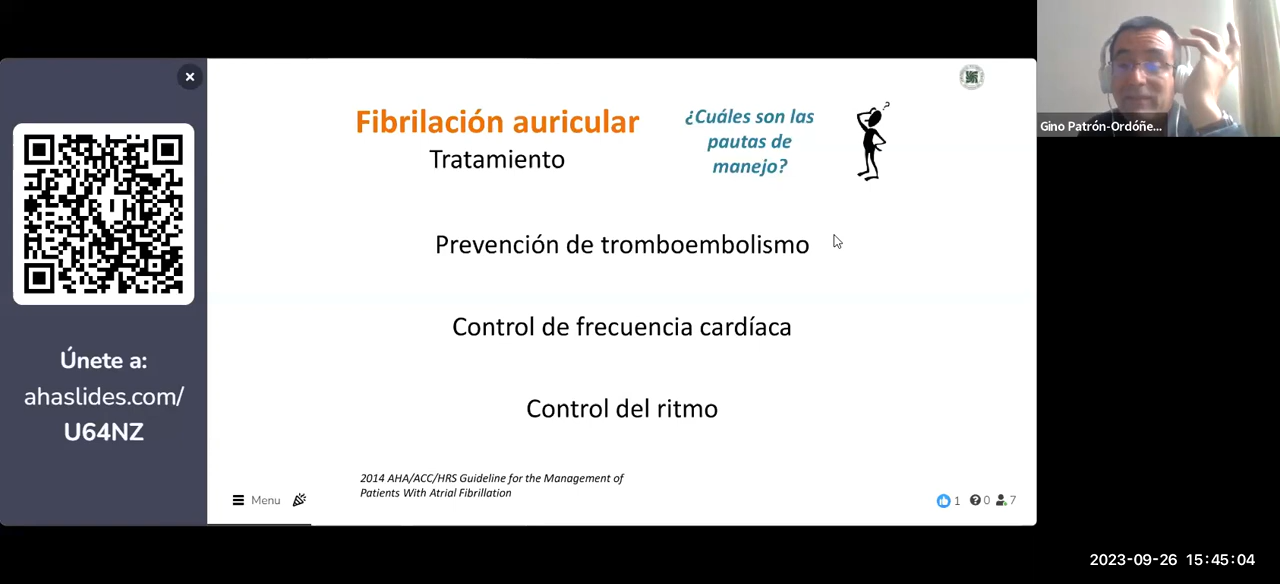 Fibrilación auricular
Tratamiento
¿Cuáles son las
pautas de
manejo?
?
Prevención de tromboembolismo
Control de frecuencia cardíaca
Control del ritmo
2014 AHA/ACC/HRS Guideline for the Management of
Patients With Atrial Fibrillation
Únete a:
ahaslides.com/
U64NZ
Menu
1
0
7
Gino Patrón-Ordóñe...
2023-09-26 15:45:04